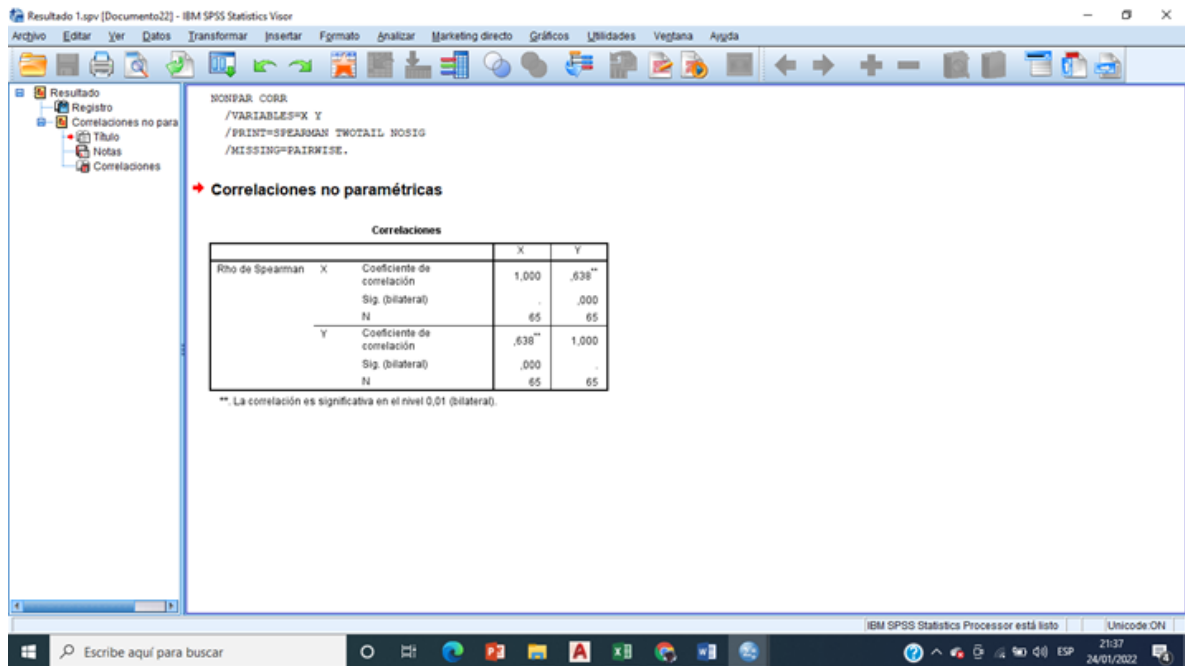 Resultado 1.spv [Documento22] - IBM SPSS Statistics Visor
Archivo Editar Ver Datos Transformar Insertar Formato Analizar Marketing directo Gráficos Utilidades Ventana Ayuda
Resultado
Registro
Correlaciones no para
Título
Notas
Correlaciones
NONPAR CORR
/VARIABLES=X Y
/PRINT=SPEARMAN TWOTAIL NOSIG
/MISSING=PAIRWISE.
Correlaciones no paramétricas
Correlaciones
X Y
Rho de Spearman X Coeficiente de correlación 1,000 ,638**
Sig. (bilateral) . ,000
N 65 65
Y Coeficiente de correlación ,638** 1,000
Sig. (bilateral) ,000 .
N 65 65
**. La correlación es significativa en el nivel 0,01 (bilateral).
IBM SPSS Statistics Processor está listo Unicode:ON
Escribe aquí para buscar
ESP
21:37
24/01/2022